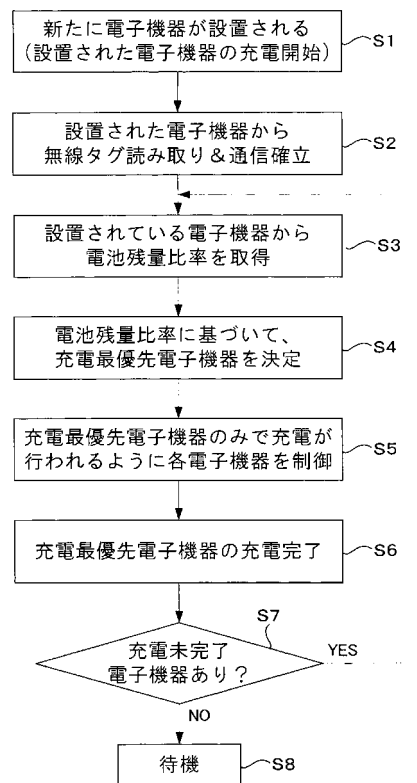 新たに電子機器が設置される
(設置された電子機器の充電開始)
S1
設置された電子機器から
無線タグ読み取り&通信確立
S2
設置されている電子機器から
電池残量比率を取得
S3
電池残量比率に基づいて、
充電最優先電子機器を決定
S4
充電最優先電子機器のみで充電が
行われるように各電子機器を制御
S5
充電最優先電子機器の充電完了
S6
S7
充電未完了
電子機器あり?
YES
NO
待機
S8